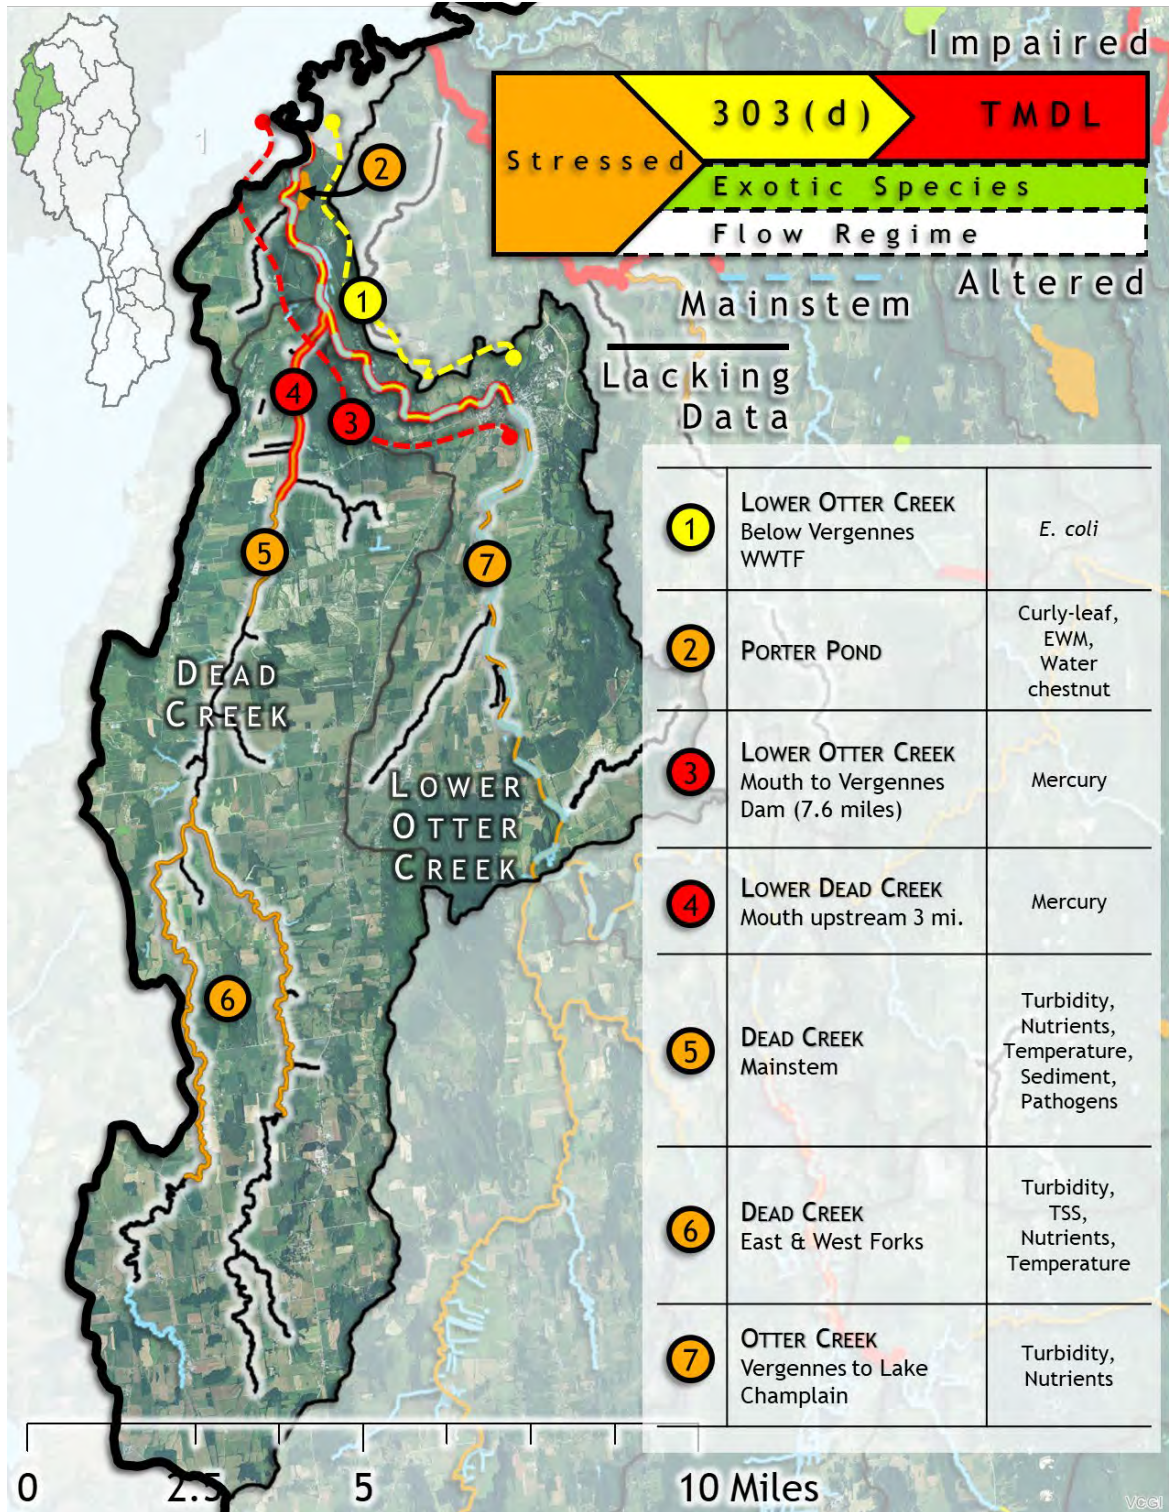 Impaired
303(d)
TMDL
Stressed
Exotic Species
Flow Regime
Altered
Mainstem
Lacking
Data
1
2
1
4
3
5
7
DEAD
CREEK
LOWER
OTTER
CREEK
6
1
LOWER OTTER CREEK
Below Vergennes
WWTF
E. coli
2
PORTER POND
Curly-leaf,
EWM,
Water
chestnut
3
LOWER OTTER CREEK
Mouth to Vergennes
Dam (7.6 miles)
Mercury
4
LOWER DEAD CREEK
Mouth upstream 3 mi.
Mercury
5
DEAD CREEK
Mainstem
Turbidity,
Nutrients,
Temperature,
Sediment,
Pathogens
6
DEAD CREEK
East & West Forks
Turbidity,
TSS,
Nutrients,
Temperature
7
OTTER CREEK
Vergennes to Lake
Champlain
Turbidity,
Nutrients
0 2.5 5 10 Miles
VCGI